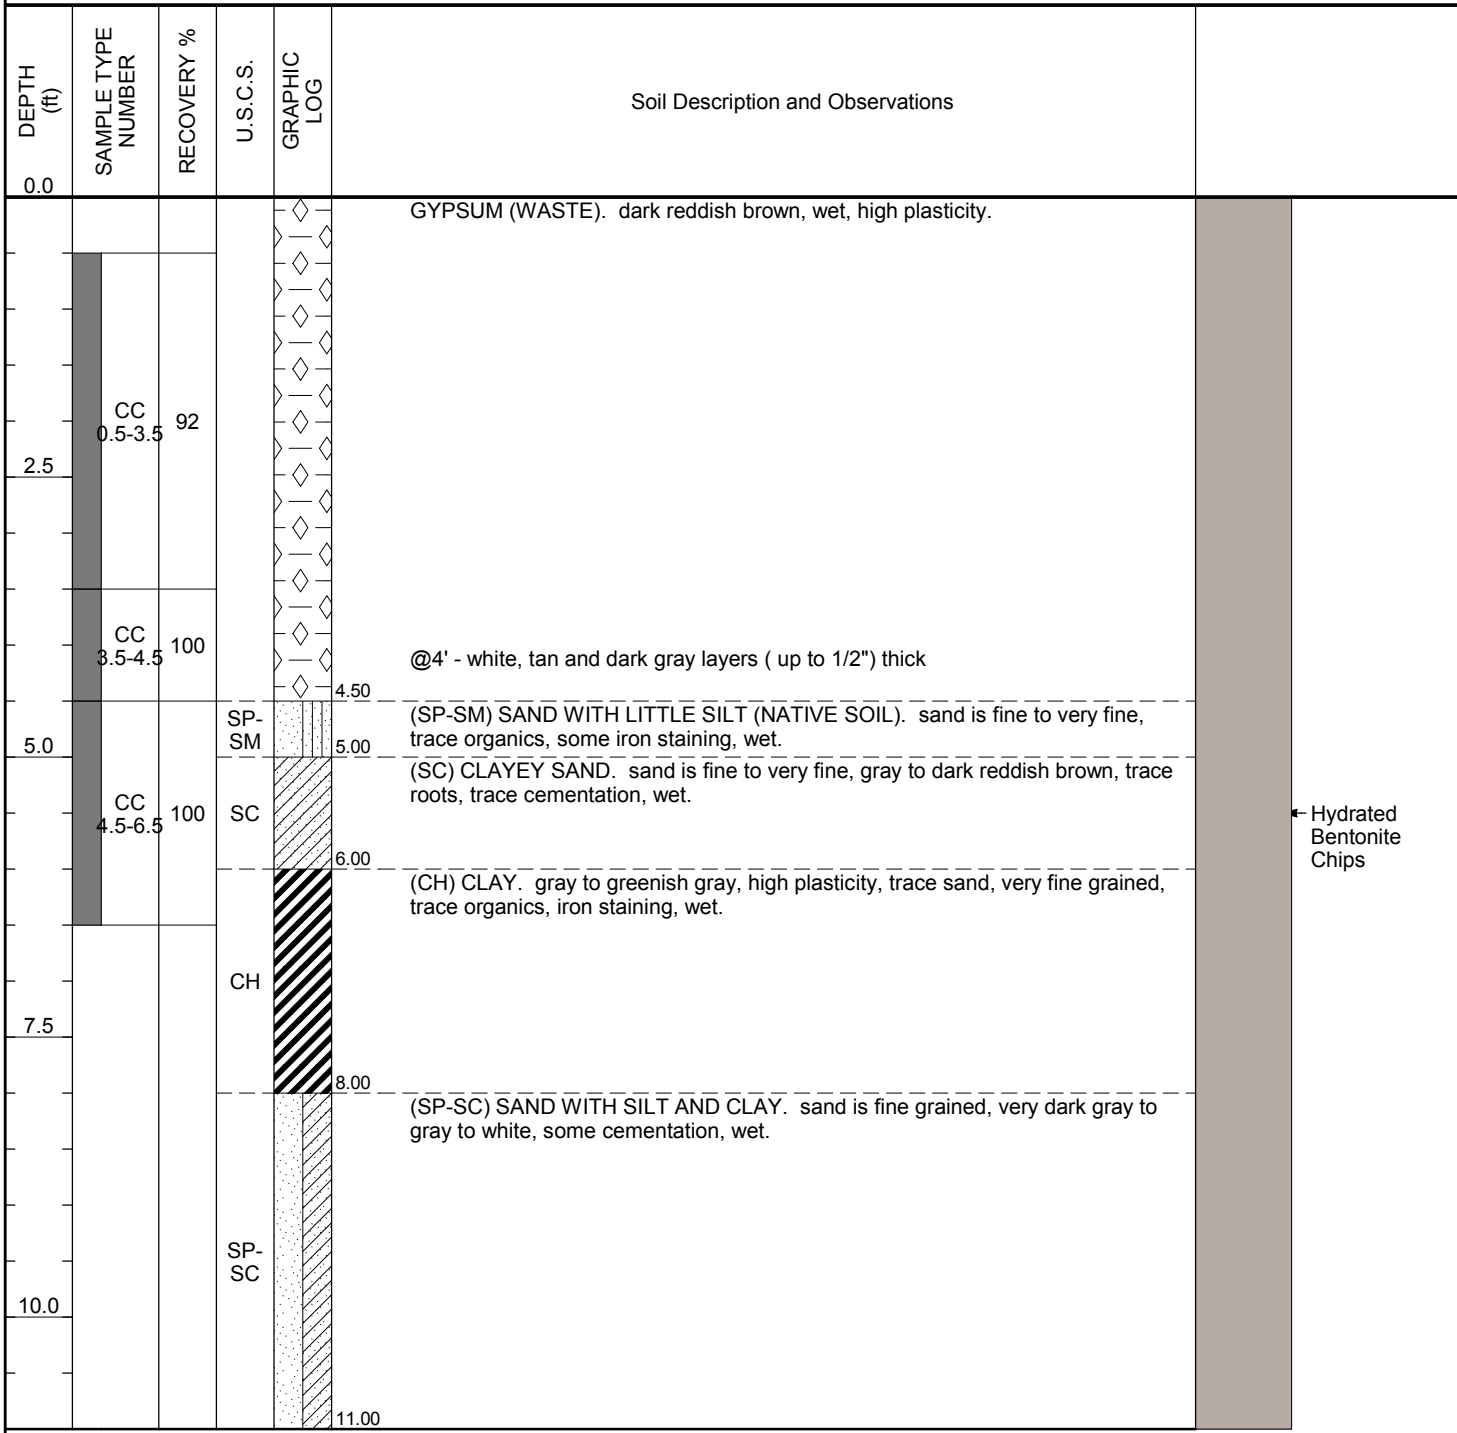 DEPTH
(ft)
SAMPLE TYPE
NUMBER
RECOVERY %
U.S.C.S.
GRAPHIC
LOG
Soil Description and Observations
0.0
GYPSUM (WASTE). dark reddish brown, wet, high plasticity.
CC
0.5-3.5
92
2.5
CC
3.5-4.5
100
@4' - white, tan and dark gray layers ( up to 1/2") thick
4.50
SP-
SM
(SP-SM) SAND WITH LITTLE SILT (NATIVE SOIL). sand is fine to very fine,
trace organics, some iron staining, wet.
5.0
5.00
(SC) CLAYEY SAND. sand is fine to very fine, gray to dark reddish brown, trace
roots, trace cementation, wet.
CC
4.5-6.5
100
SC
Hydrated
Bentonite
Chips
6.00
(CH) CLAY. gray to greenish gray, high plasticity, trace sand, very fine grained,
trace organics, iron staining, wet.
CH
7.5
8.00
(SP-SC) SAND WITH SILT AND CLAY. sand is fine grained, very dark gray to
gray to white, some cementation, wet.
SP-
SC
10.0
11.00